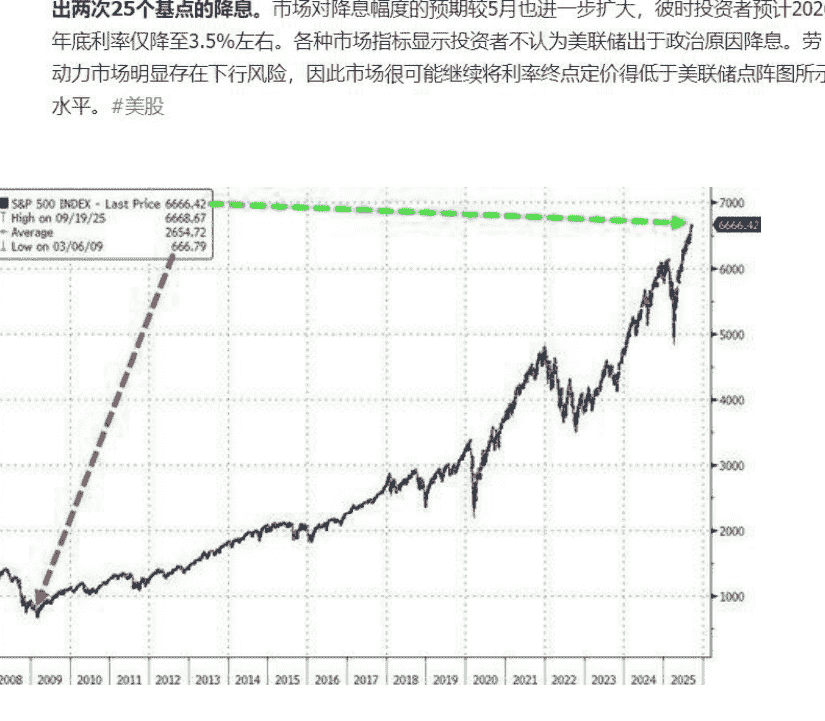 出两次25个基点的降息。市场对降息幅度的预期较5月也进一步扩大，彼时投资者预计202
年底利率仅降至3.5%左右。各种市场指标显示投资者不认为美联储出于政治原因降息。劳
动力市场明显存在下行风险，因此市场很可能继续将利率终点定价得低于美联储点阵图所示
水平。#美股
S&P 500 INDEX - Last Price 6666.42
High on 09/19/25 6668.67
Average 2654.72
Low on 03/06/09 666.79
7000
6666.42
6000
5000
4000
3000
2000
1000
2008 2009 2010 2011 2012 2013 2014 2015 2016 2017 2018 2019 2020 2021 2022 2023 2024 2025